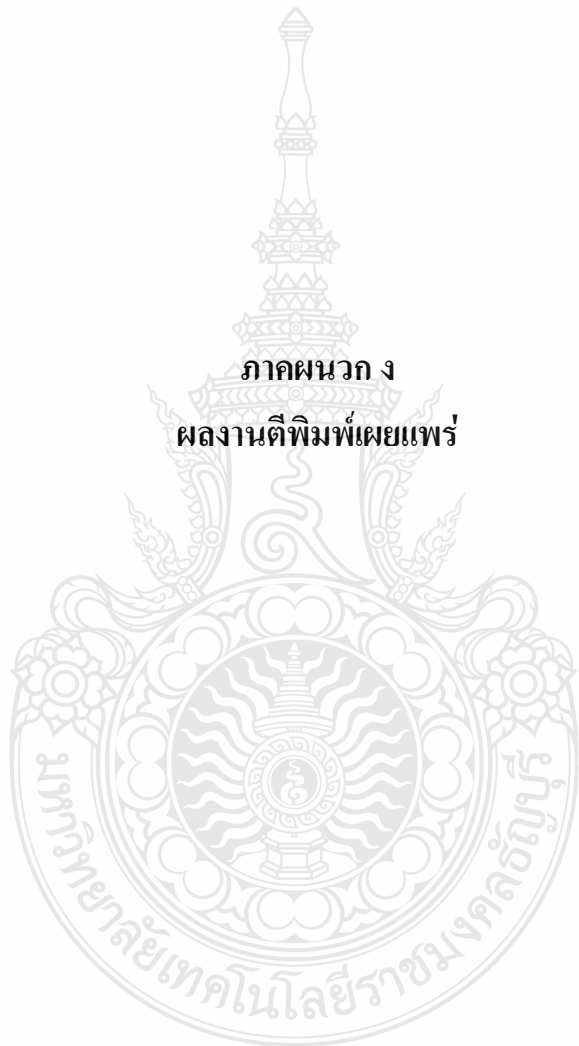 ภาคผนวก ง
ผลงานตีพิมพ์เผยแพร่
มหาวิทยาลัยเทคโนโลยีราชมงคลธัญบุรี